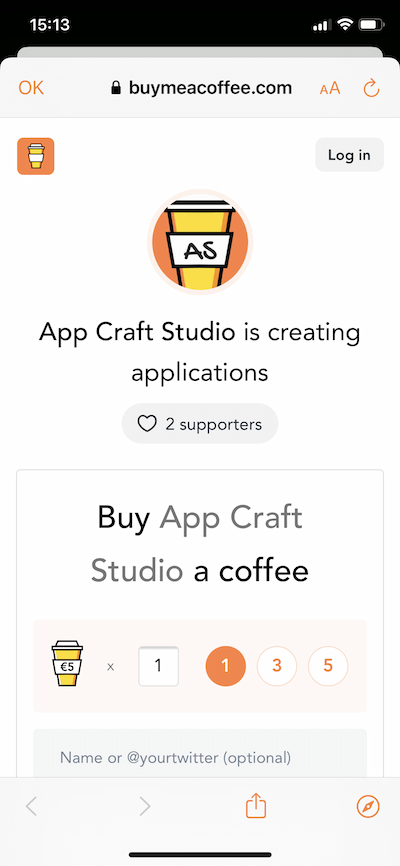 15:13
OK
buymeacoffee.com
AA
Log in
AS
App Craft Studio is creating
applications
2 supporters
Buy App Craft
Studio a coffee
€5 x 1 1 3 5
Name or @yourtwitter (optional)